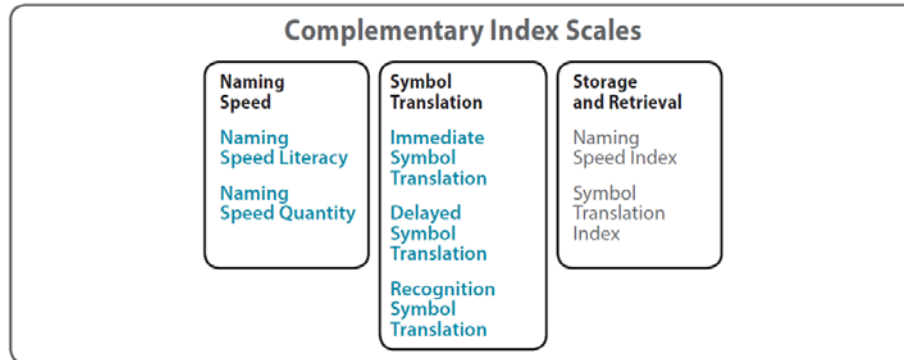 Complementary Index Scales
Naming
Speed
Naming
Speed Literacy
Naming
Speed Quantity
Symbol
Translation
Immediate
Symbol
Translation
Delayed
Symbol
Translation
Recognition
Symbol
Translation
Storage
and Retrieval
Naming
Speed Index
Symbol
Translation
Index